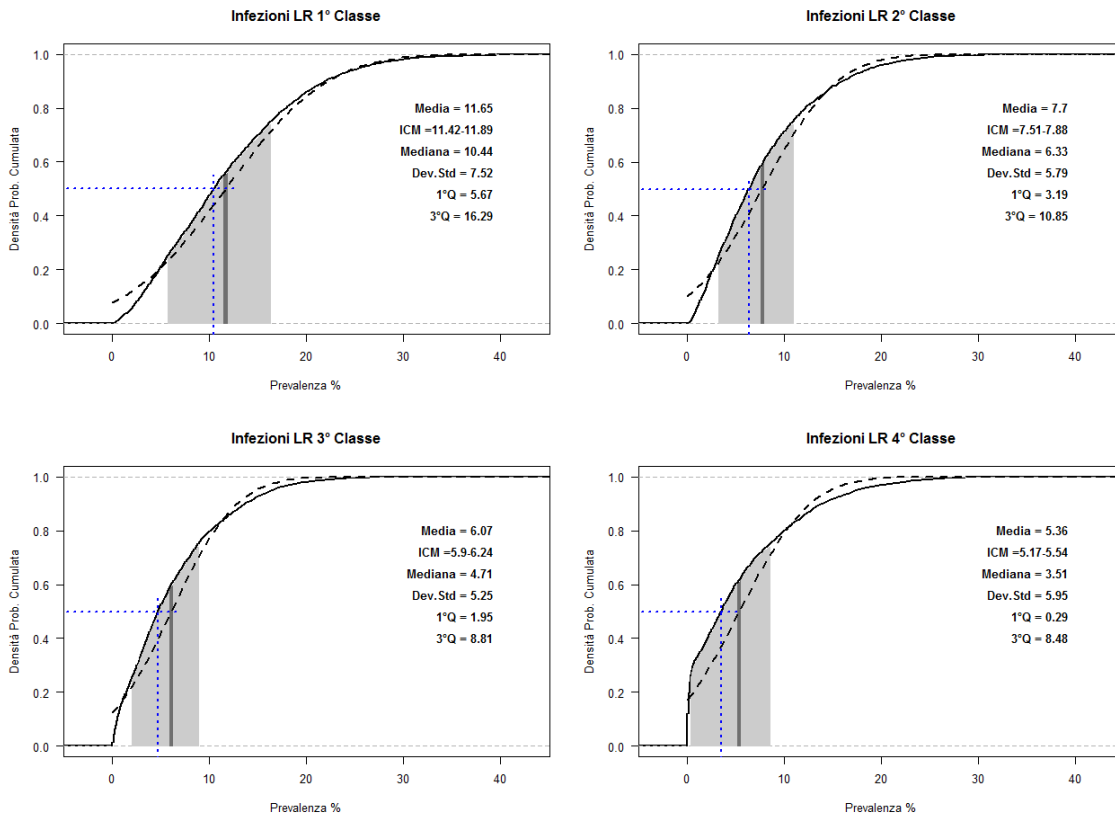 Infezioni LR 1° Classe
1.0
0.8
0.6
0.4
0.2
0.0
Densitá Prob. Cumulata
Media = 11.65
ICM =11.42-11.89
Mediana = 10.44
Dev.Std = 7.52
1°Q = 5.67
3°Q = 16.29
0 10 20 30 40
Prevalenza %
Infezioni LR 2° Classe
1.0
0.8
0.6
0.4
0.2
0.0
Densitá Prob. Cumulata
Media = 7.7
ICM =7.51-7.88
Mediana = 6.33
Dev.Std = 5.79
1°Q = 3.19
3°Q = 10.85
0 10 20 30 40
Prevalenza %
Infezioni LR 3° Classe
1.0
0.8
0.6
0.4
0.2
0.0
Densitá Prob. Cumulata
Media = 6.07
ICM =5.9-6.24
Mediana = 4.71
Dev.Std = 5.25
1°Q = 1.95
3°Q = 8.81
0 10 20 30 40
Prevalenza %
Infezioni LR 4° Classe
1.0
0.8
0.6
0.4
0.2
0.0
Densitá Prob. Cumulata
Media = 5.36
ICM =5.17-5.54
Mediana = 3.51
Dev.Std = 5.95
1°Q = 0.29
3°Q = 8.48
0 10 20 30 40
Prevalenza %